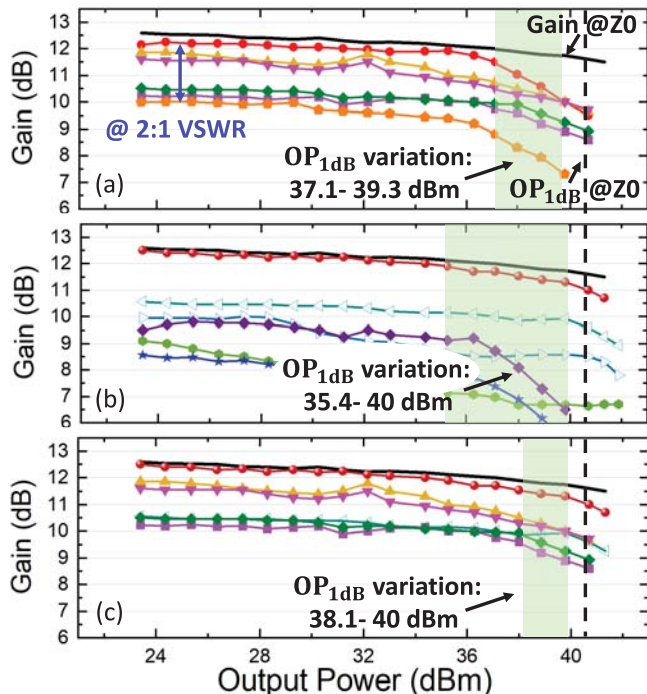 13
12
11
10
9
8
7
6
Gain (dB)
Gain @Z0
@ 2:1 VSWR
OP1dB variation:
37.1- 39.3 dBm
OP1dB @Z0
(a)
13
12
11
10
9
8
7
6
Gain (dB)
OP1dB variation:
35.4- 40 dBm
(b)
13
12
11
10
9
8
7
6
Gain (dB)
OP1dB variation:
38.1- 40 dBm
(c)
24 28 32 36 40
Output Power (dBm)